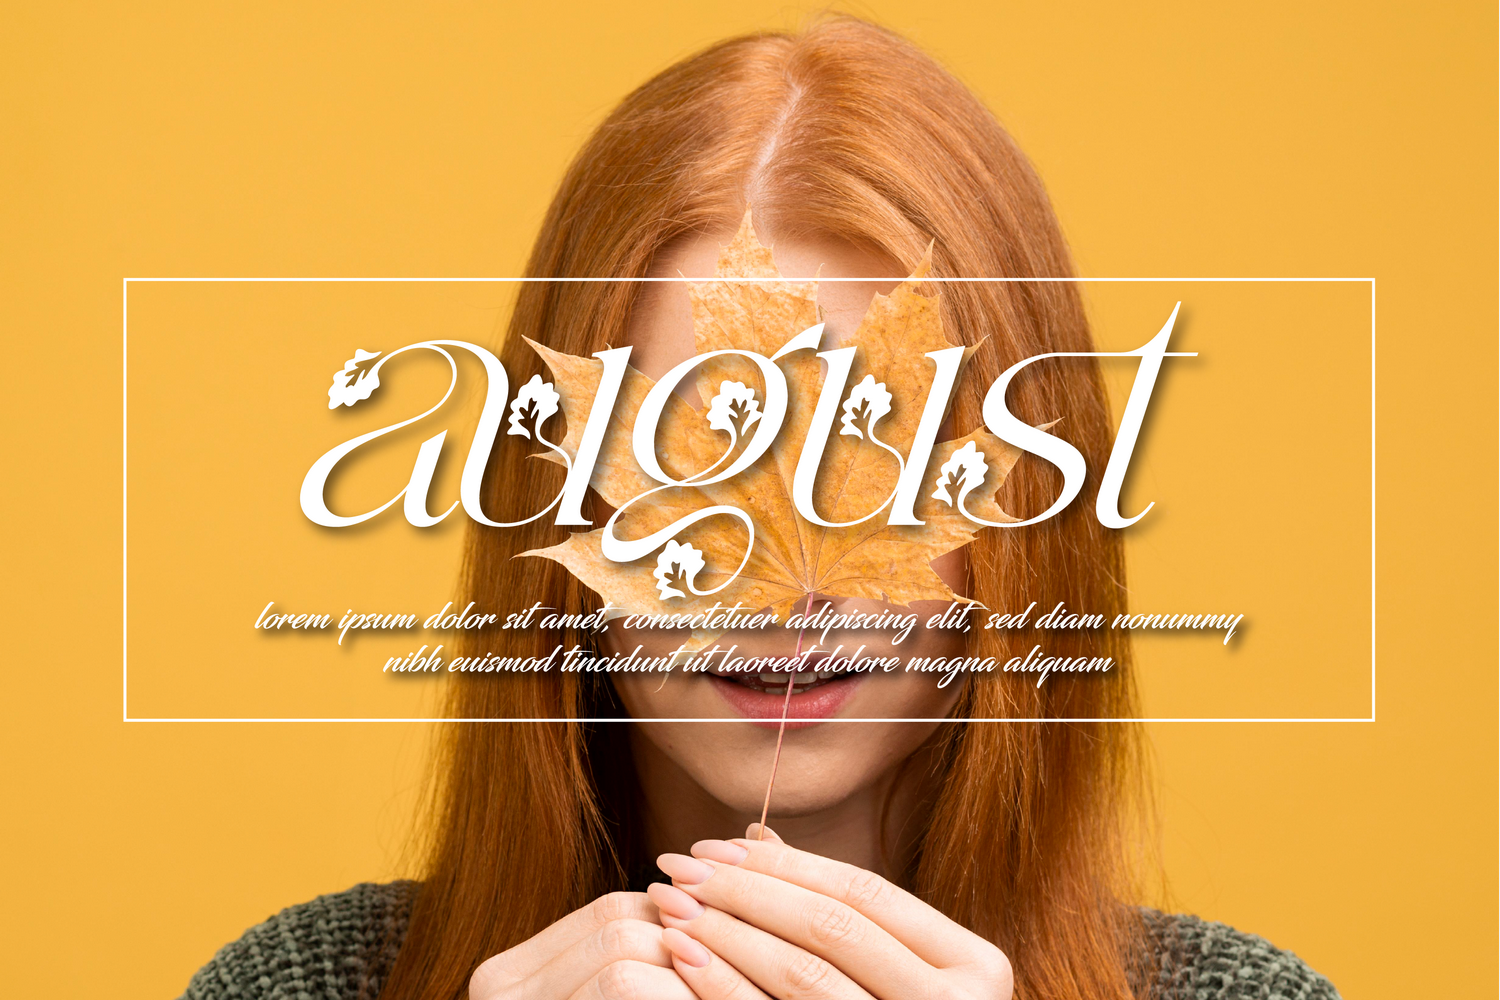 august
lorem ipsum dolor sit amet, consectetuer adipiscing elit, sed diam nonummy
nibh euismod tincidunt ut laoreet dolore magna aliquam